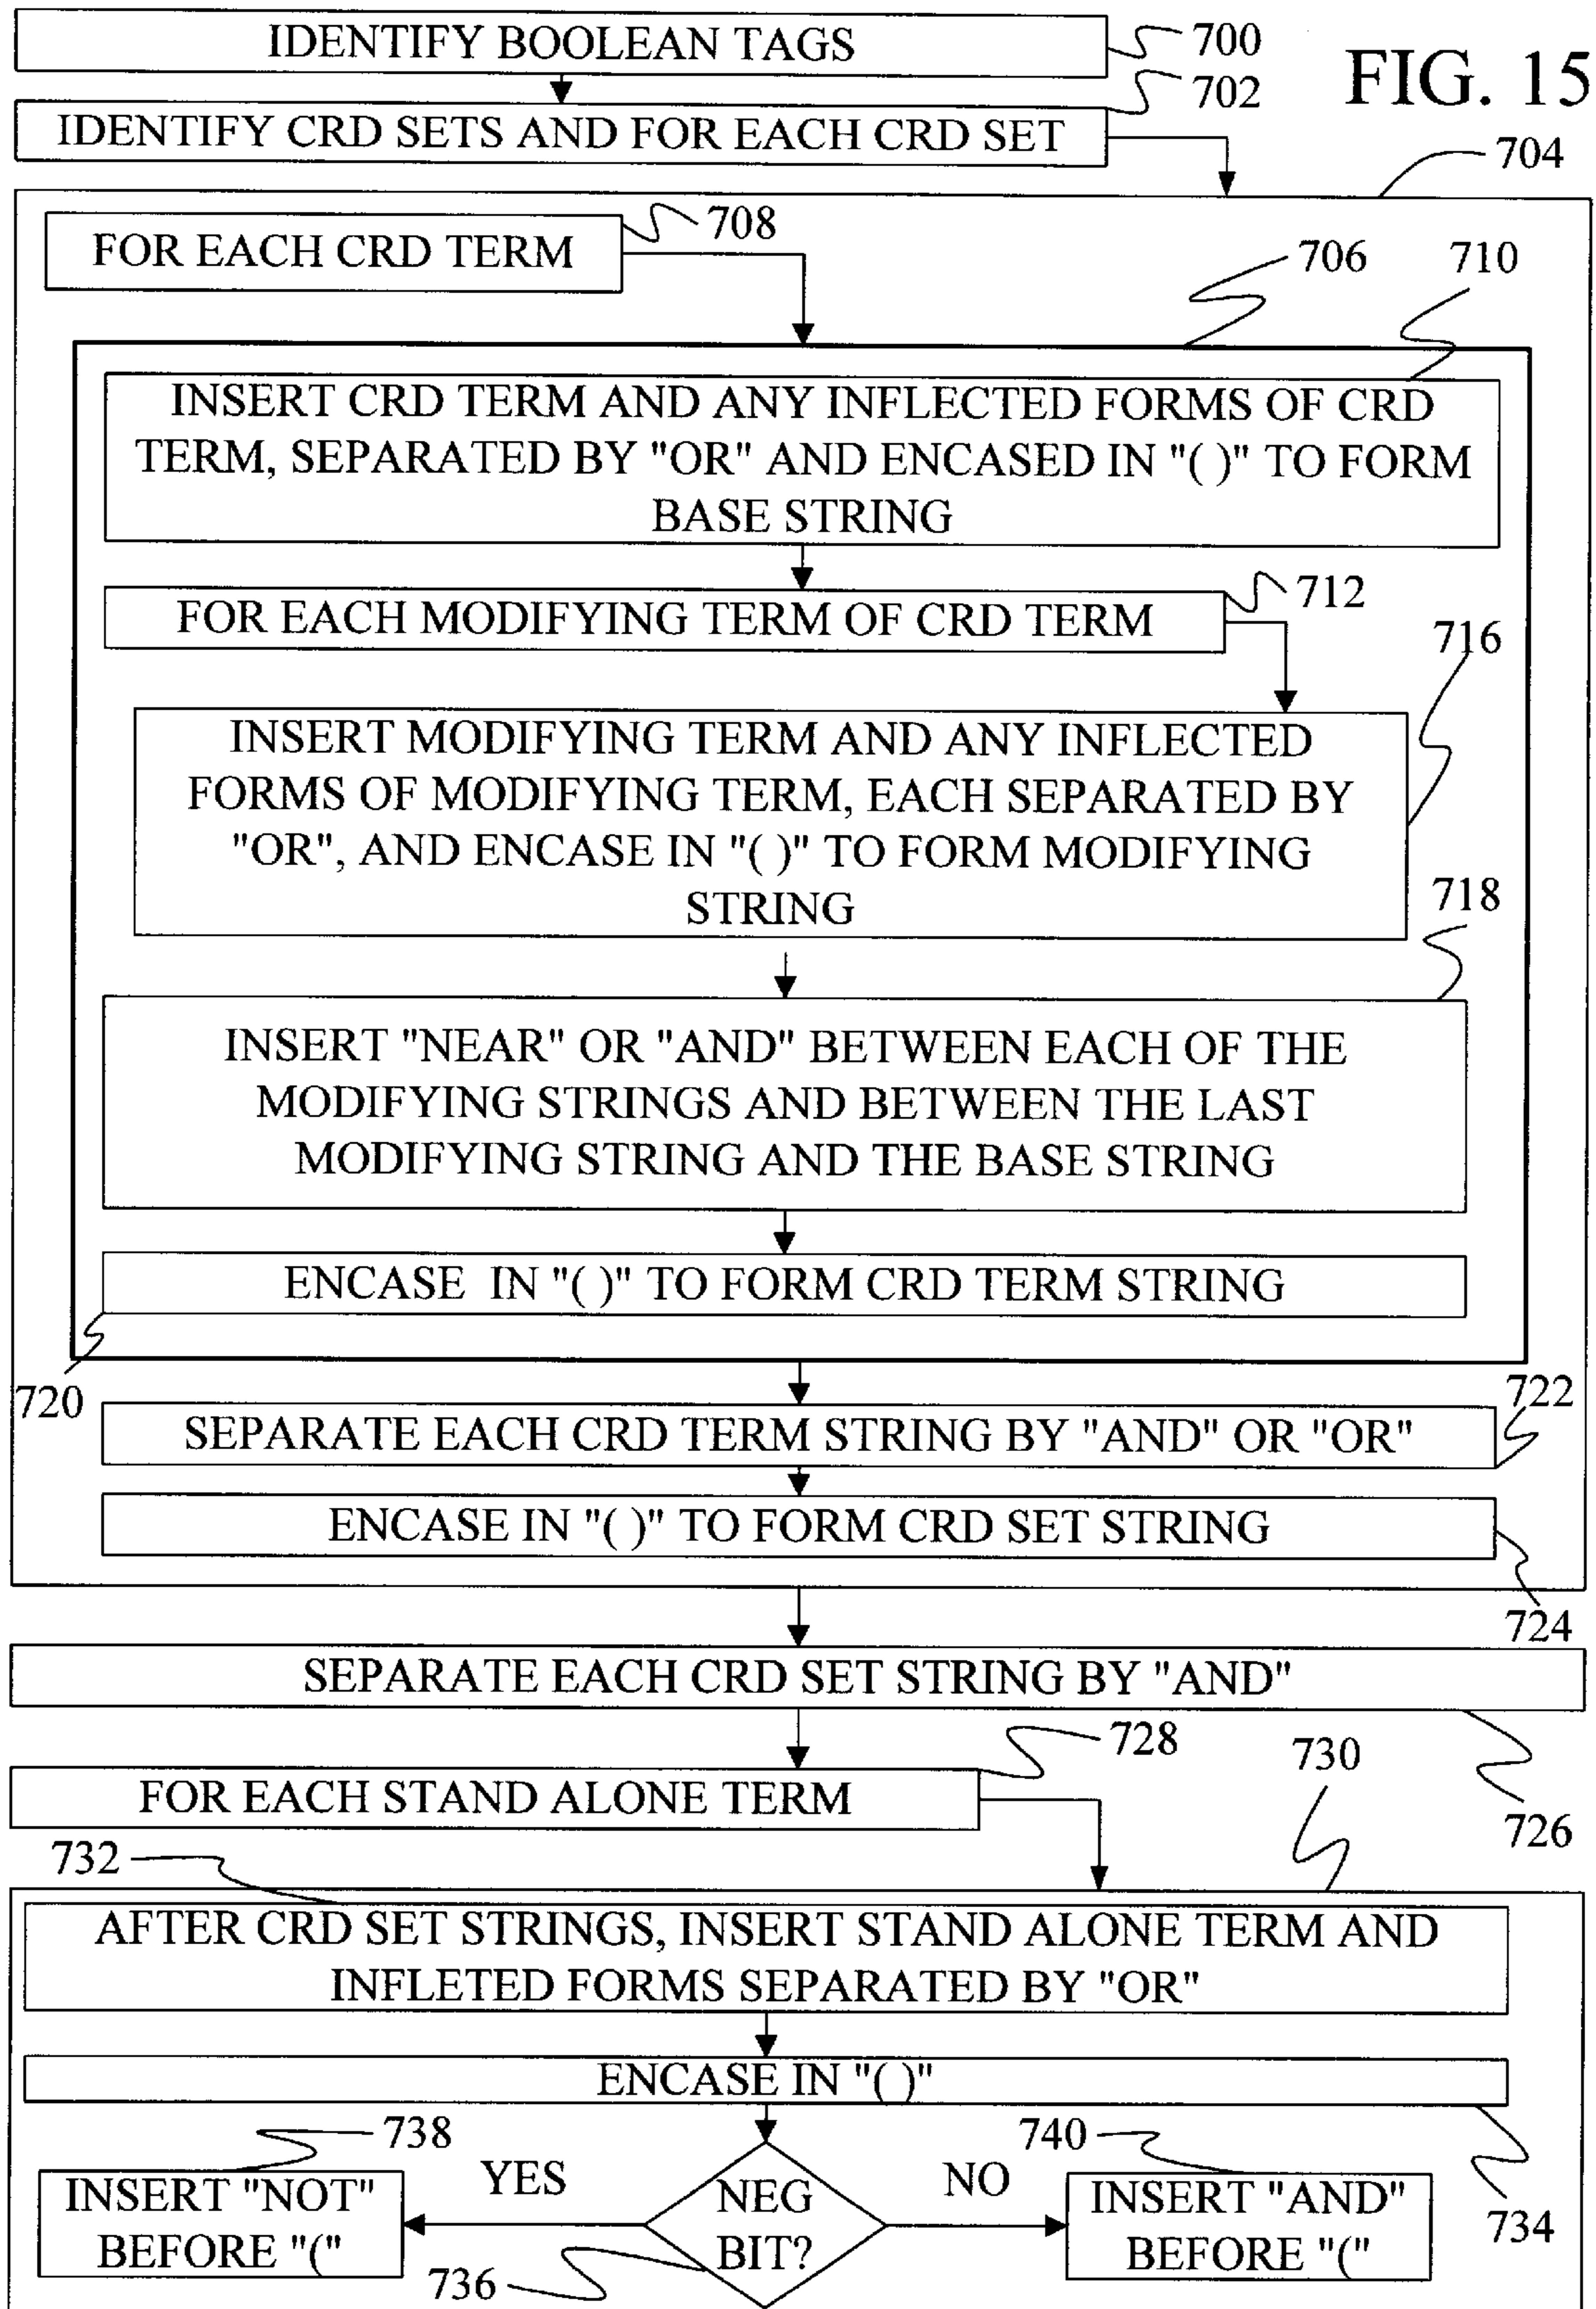 IDENTIFY BOOLEAN TAGS
700
FIG. 15
702
IDENTIFY CRD SETS AND FOR EACH CRD SET
704
708
FOR EACH CRD TERM
706
710
INSERT CRD TERM AND ANY INFLECTED FORMS OF CRD
TERM, SEPARATED BY "OR" AND ENCASED IN "( )" TO FORM
BASE STRING
712
FOR EACH MODIFYING TERM OF CRD TERM
716
INSERT MODIFYING TERM AND ANY INFLECTED
FORMS OF MODIFYING TERM, EACH SEPARATED BY
"OR", AND ENCASE IN "( )" TO FORM MODIFYING
STRING
718
INSERT "NEAR" OR "AND" BETWEEN EACH OF THE
MODIFYING STRINGS AND BETWEEN THE LAST
MODIFYING STRING AND THE BASE STRING
ENCASE IN "( )" TO FORM CRD TERM STRING
720
722
SEPARATE EACH CRD TERM STRING BY "AND" OR "OR"
ENCASE IN "( )" TO FORM CRD SET STRING
724
SEPARATE EACH CRD SET STRING BY "AND"
728
730
FOR EACH STAND ALONE TERM
726
732
AFTER CRD SET STRINGS, INSERT STAND ALONE TERM AND
INFLETED FORMS SEPARATED BY "OR"
ENCASE IN "( )"
738
740
734
YES
NO
INSERT "NOT"
BEFORE "("
NEG
BIT?
INSERT "AND"
BEFORE "("
736